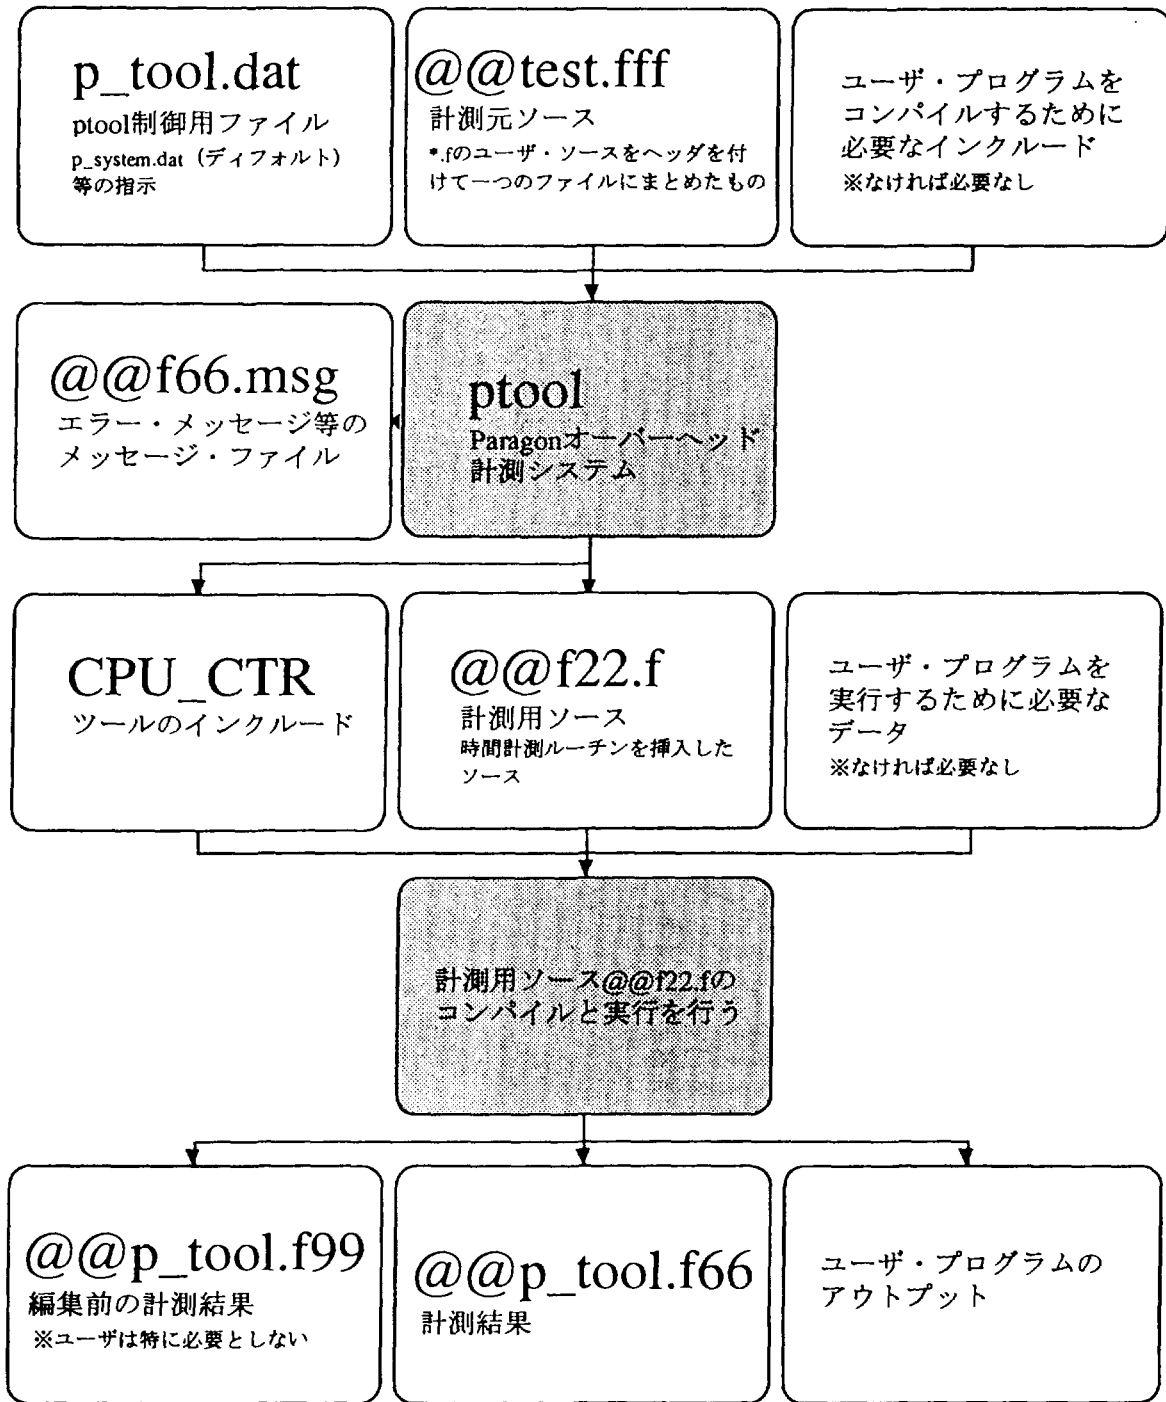 p_tool.dat
ptool制御用ファイル
p_system.dat（ディフォルト）
等の指示
@@test.fff
計測元ソース
*.fのユーザ・ソースをヘッダを付
けて一つのファイルにまとめたもの
ユーザ・プログラムを
コンパイルするために
必要なインクルード
※なければ必要なし
@@f66.msg
エラー・メッセージ等の
メッセージ・ファイル
ptool
Paragonオーバーヘッド
計測システム
CPU_CTR
ツールのインクルード
@@f22.f
計測用ソース
時間計測ルーチンを挿入した
ソース
ユーザ・プログラムを
実行するために必要な
データ
※なければ必要なし
計測用ソース@@f22.fの
コンパイルと実行を行う
@@p_tool.f99
編集前の計測結果
※ユーザは特に必要としない
@@p_tool.f66
計測結果
ユーザ・プログラムの
アウトプット